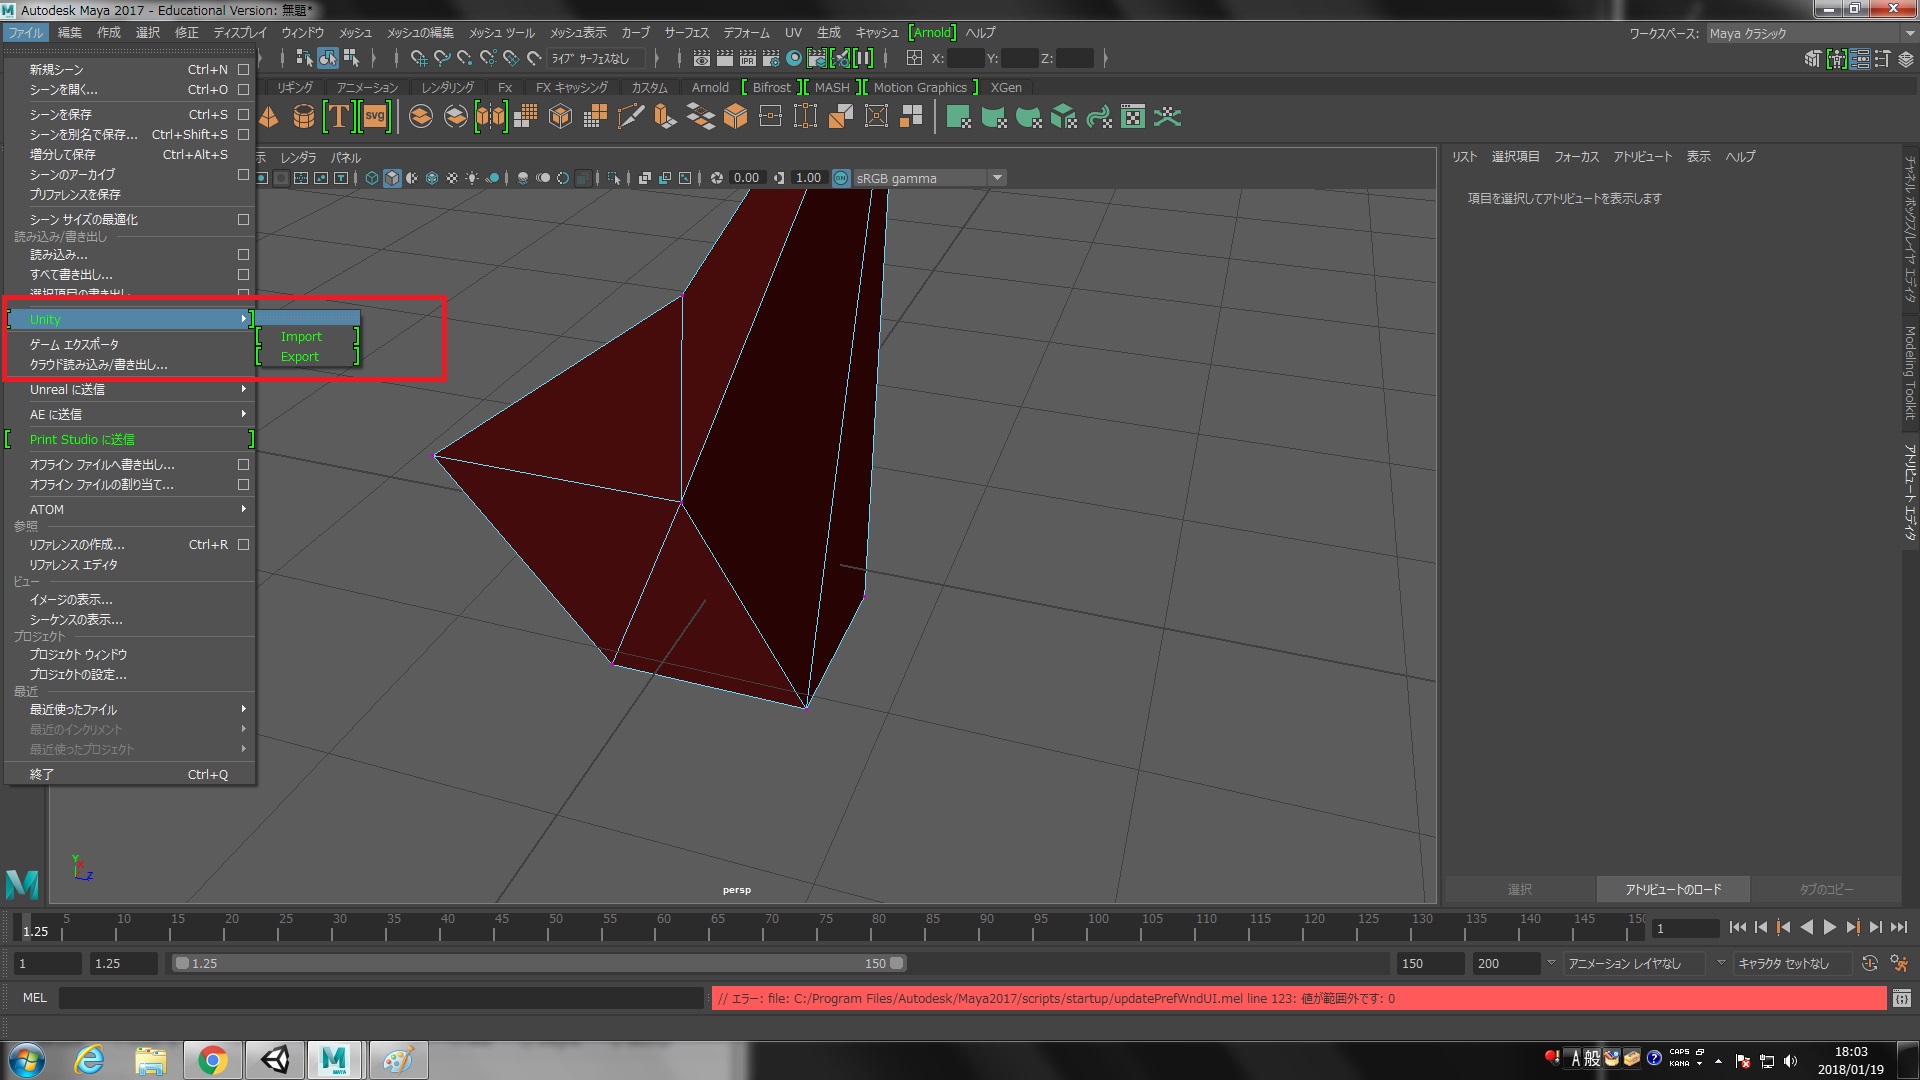 Autodesk Maya 2017 - Educational Version: 無題*
ファイル 編集 作成 選択 修正 ディスプレイ ウィンドウ メッシュ メッシュの編集 メッシュ ツール メッシュ表示 カーブ サーフェス デフォーム UV 生成 キャッシュ [Arnold] ヘルプ
ワークスペース: Maya クラシック
ライブ サーフェスなし
X: Y: Z:
リギング アニメーション レンダリング Fx FX キャッシング カスタム Arnold Bifrost MASH Motion Graphics XGen
示 レンダラ パネル
0.00 1.00 sRGB gamma
新規シーン Ctrl+N
シーンを開く... Ctrl+O
シーンを保存 Ctrl+S
シーンを別名で保存... Ctrl+Shift+S
増分して保存 Ctrl+Alt+S
シーンのアーカイブ
プリファレンスを保存
シーン サイズの最適化
読み込み/書き出し
読み込み...
すべて書き出し...
選択項目の書き出し
Unity
Import
Export
ゲーム エクスポータ
クラウド読み込み/書き出し...
Unreal に送信
AE に送信
Print Studio に送信
オフライン ファイルへ書き出し...
オフライン ファイルの割り当て...
ATOM
参照
リファレンスの作成... Ctrl+R
リファレンス エディタ
ビュー
イメージの表示...
シーケンスの表示...
プロジェクト
プロジェクト ウィンドウ
プロジェクトの設定...
最近
最近使ったファイル
最近のインクリメント
最近使ったプロジェクト
終了 Ctrl+Q
Y
Z
persp
リスト 選択項目 フォーカス アトリビュート 表示 ヘルプ
項目を選択してアトリビュートを表示します
チャネル ボックス/レイヤ エディタ
Modeling Toolkit
アトリビュート エディタ
選択 アトリビュートのロード タブのコピー
5 10 15 20 25 30 35 40 45 50 55 60 65 70 75 80 85 90 95 100 105 110 115 120 125 130 135 140 145 150
1.25
1
1 1.25 1.25 150 150 200 アニメーション レイヤなし キャラクタ セットなし
MEL
// エラー: file: C:/Program Files/Autodesk/Maya2017/scripts/startup/updatePrefWndUI.mel line 123: 値が範囲外です: 0
A 般 CAPS KANA
18:03
2018/01/19